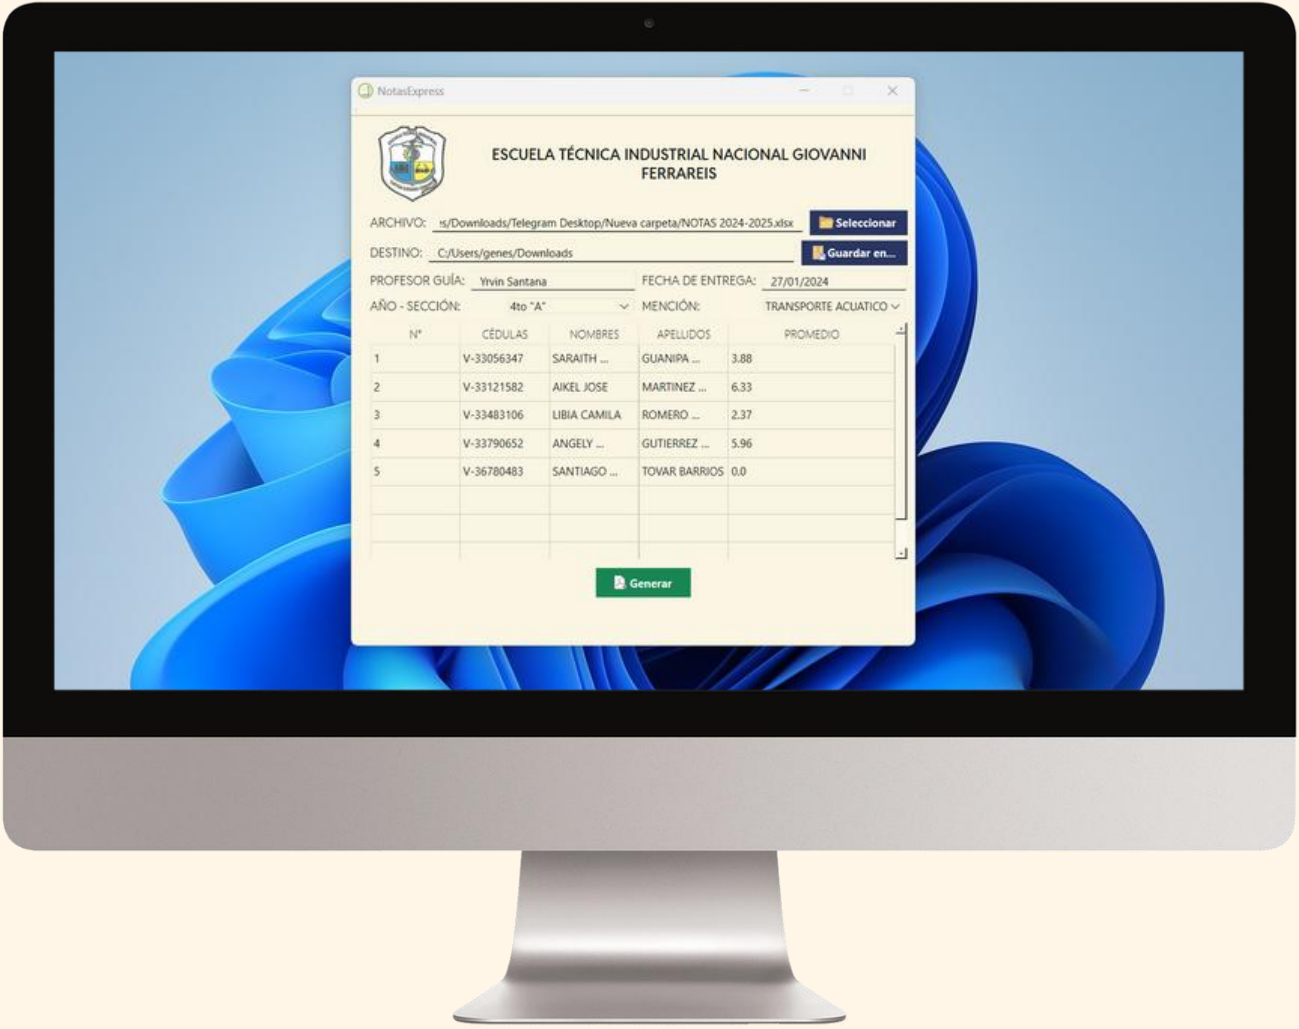 NotasExpress
ESCUELA TÉCNICA INDUSTRIAL NACIONAL GIOVANNI
FERRAREIS
ARCHIVO: s/Downloads/Telegram Desktop/Nueva carpeta/NOTAS 2024-2025.xlsx Seleccionar
DESTINO: C:/Users/genes/Downloads Guardar en...
PROFESOR GUÍA: Yrvin Santana FECHA DE ENTREGA: 27/01/2024
AÑO - SECCIÓN: 4to "A" MENCIÓN: TRANSPORTE ACUATICO
N° CÉDULAS NOMBRES APELLIDOS PROMEDIO
1 V-33056347 SARAITH ... GUANIPA ... 3.88
2 V-33121582 AIKEL JOSE MARTINEZ ... 6.33
3 V-33483106 LIBIA CAMILA ROMERO ... 2.37
4 V-33790652 ANGELY ... GUTIERREZ ... 5.96
5 V-36780483 SANTIAGO ... TOVAR BARRIOS 0.0
Generar